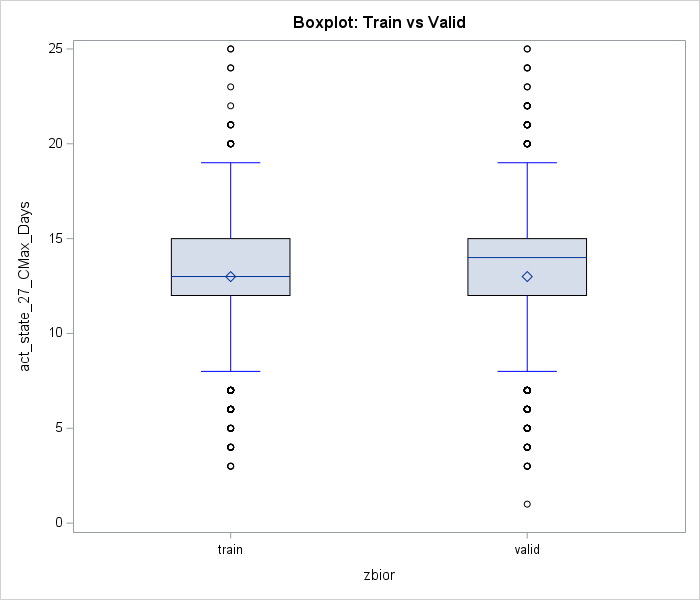 Boxplot: Train vs Valid
25
20
15
10
5
0
act_state_27_CMax_Days
train
valid
zbior